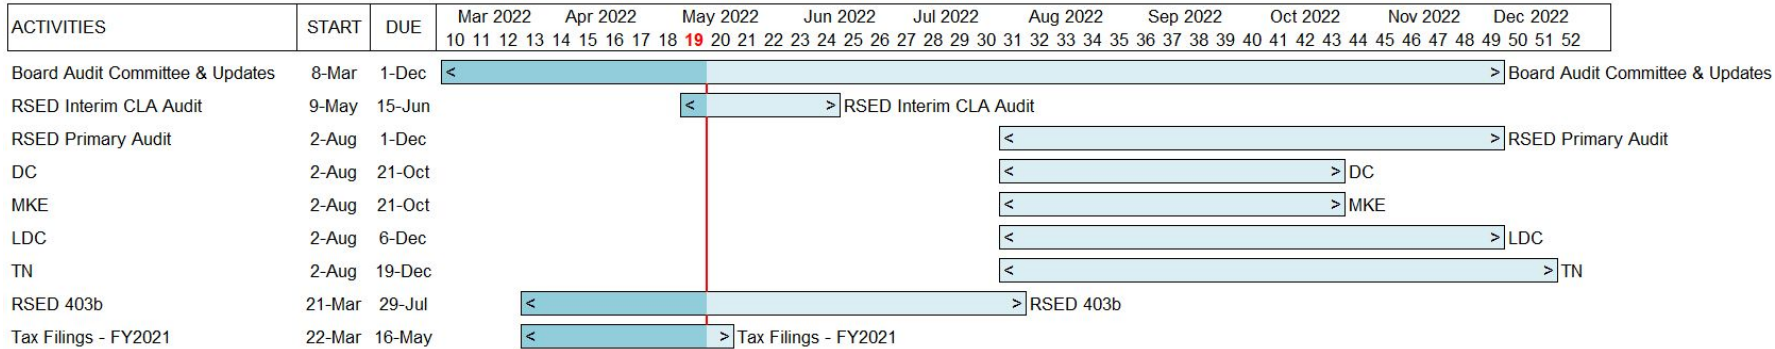 ACTIVITIES START DUE Mar 2022 Apr 2022 May 2022 Jun 2022 Jul 2022 Aug 2022 Sep 2022 Oct 2022 Nov 2022 Dec 2022
10 11 12 13 14 15 16 17 18 19 20 21 22 23 24 25 26 27 28 29 30 31 32 33 34 35 36 37 38 39 40 41 42 43 44 45 46 47 48 49 50 51 52
Board Audit Committee & Updates 8-Mar 1-Dec < > Board Audit Committee & Updates
RSED Interim CLA Audit 9-May 15-Jun < > RSED Interim CLA Audit
RSED Primary Audit 2-Aug 1-Dec < > RSED Primary Audit
DC 2-Aug 21-Oct < > DC
MKE 2-Aug 21-Oct < > MKE
LDC 2-Aug 6-Dec < > LDC
TN 2-Aug 19-Dec < > TN
RSED 403b 21-Mar 29-Jul < > RSED 403b
Tax Filings - FY2021 22-Mar 16-May < > Tax Filings - FY2021